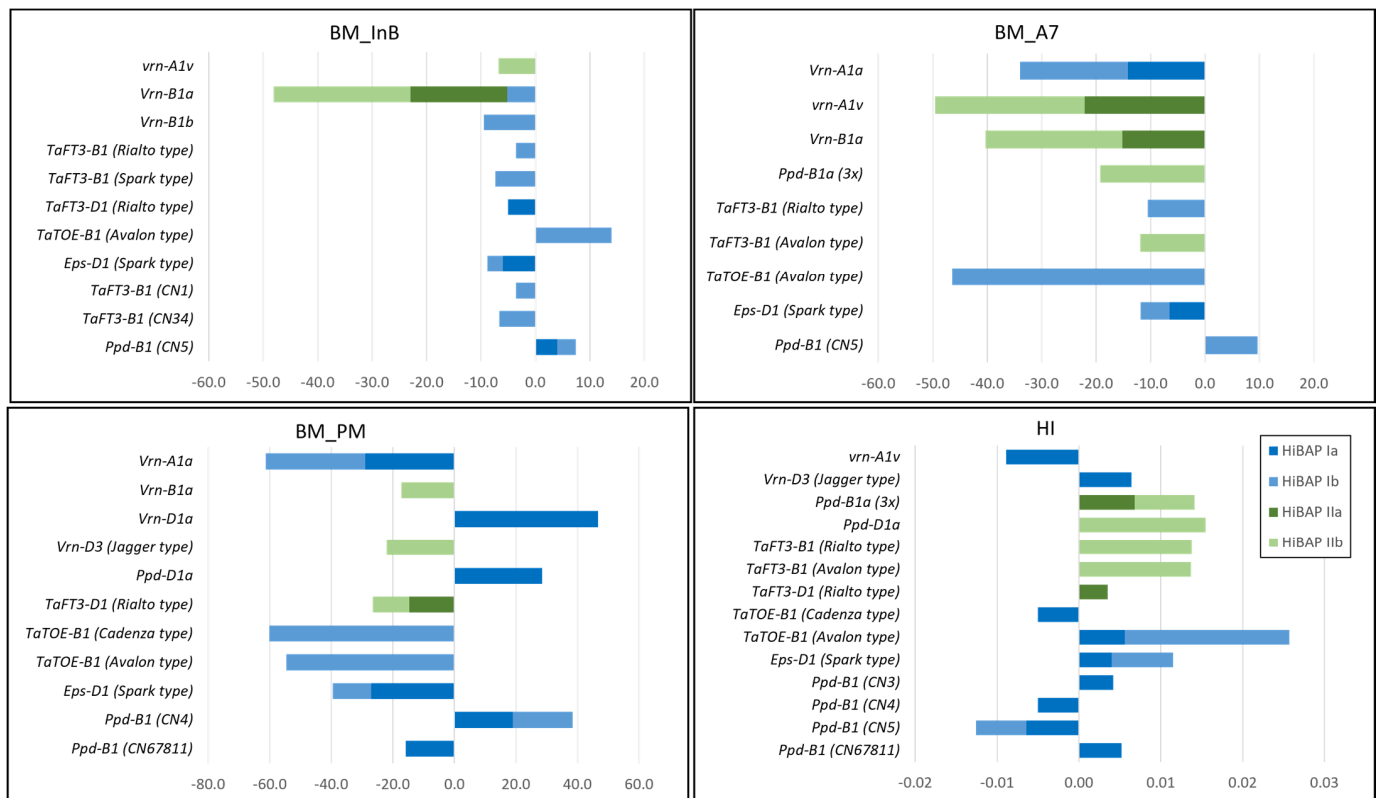 BM_InB
vrn-A1v
Vrn-B1a
Vrn-B1b
TaFT3-B1 (Rialto type)
TaFT3-B1 (Spark type)
TaFT3-D1 (Rialto type)
TaTOE-B1 (Avalon type)
Eps-D1 (Spark type)
TaFT3-B1 (CN1)
TaFT3-B1 (CN34)
Ppd-B1 (CN5)
-60.0 -50.0 -40.0 -30.0 -20.0 -10.0 0.0 10.0 20.0
BM_A7
Vrn-A1a
vrn-A1v
Vrn-B1a
Ppd-B1a (3x)
TaFT3-B1 (Rialto type)
TaFT3-B1 (Avalon type)
TaTOE-B1 (Avalon type)
Eps-D1 (Spark type)
Ppd-B1 (CN5)
-60.0 -50.0 -40.0 -30.0 -20.0 -10.0 0.0 10.0 20.0
BM_PM
Vrn-A1a
Vrn-B1a
Vrn-D1a
Vrn-D3 (Jagger type)
Ppd-D1a
TaFT3-D1 (Rialto type)
TaTOE-B1 (Cadenza type)
TaTOE-B1 (Avalon type)
Eps-D1 (Spark type)
Ppd-B1 (CN4)
Ppd-B1 (CN67811)
-80.0 -60.0 -40.0 -20.0 0.0 20.0 40.0 60.0
HI
vrn-A1v
Vrn-D3 (Jagger type)
Ppd-B1a (3x)
Ppd-D1a
TaFT3-B1 (Rialto type)
TaFT3-B1 (Avalon type)
TaFT3-D1 (Rialto type)
TaTOE-B1 (Cadenza type)
TaTOE-B1 (Avalon type)
Eps-D1 (Spark type)
Ppd-B1 (CN3)
Ppd-B1 (CN4)
Ppd-B1 (CN5)
Ppd-B1 (CN67811)
-0.02 -0.01 0.00 0.01 0.02 0.03
HiBAP Ia
HiBAP Ib
HiBAP IIa
HiBAP IIb